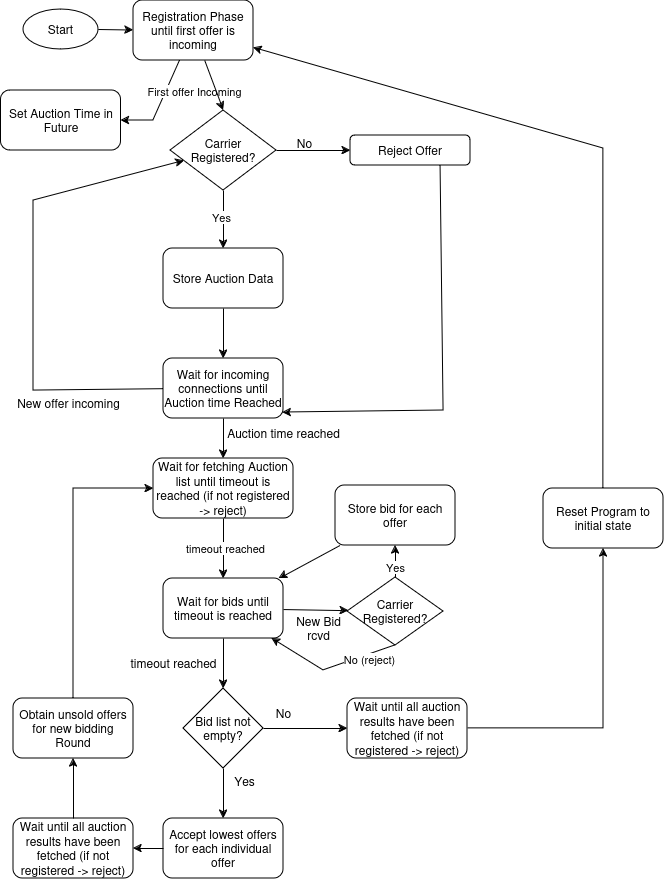 Start
Registration Phase
until first offer is
incoming
First offer Incoming
Set Auction Time in
Future
Carrier
Registered?
No
Reject Offer
Yes
Store Auction Data
Wait for incoming
connections until
Auction time Reached
New offer incoming
Auction time reached
Wait for fetching Auction
list until timeout is
reached (if not registered
-> reject)
Store bid for each
offer
Reset Program to
initial state
timeout reached
Yes
Wait for bids until
timeout is reached
New Bid
rcvd
Carrier
Registered?
No (reject)
timeout reached
Obtain unsold offers
for new bidding
Round
Bid list not
empty?
No
Wait until all auction
results have been
fetched (if not
registered -> reject)
Yes
Wait until all auction
results have been
fetched (if not
registered -> reject)
Accept lowest offers
for each individual
offer